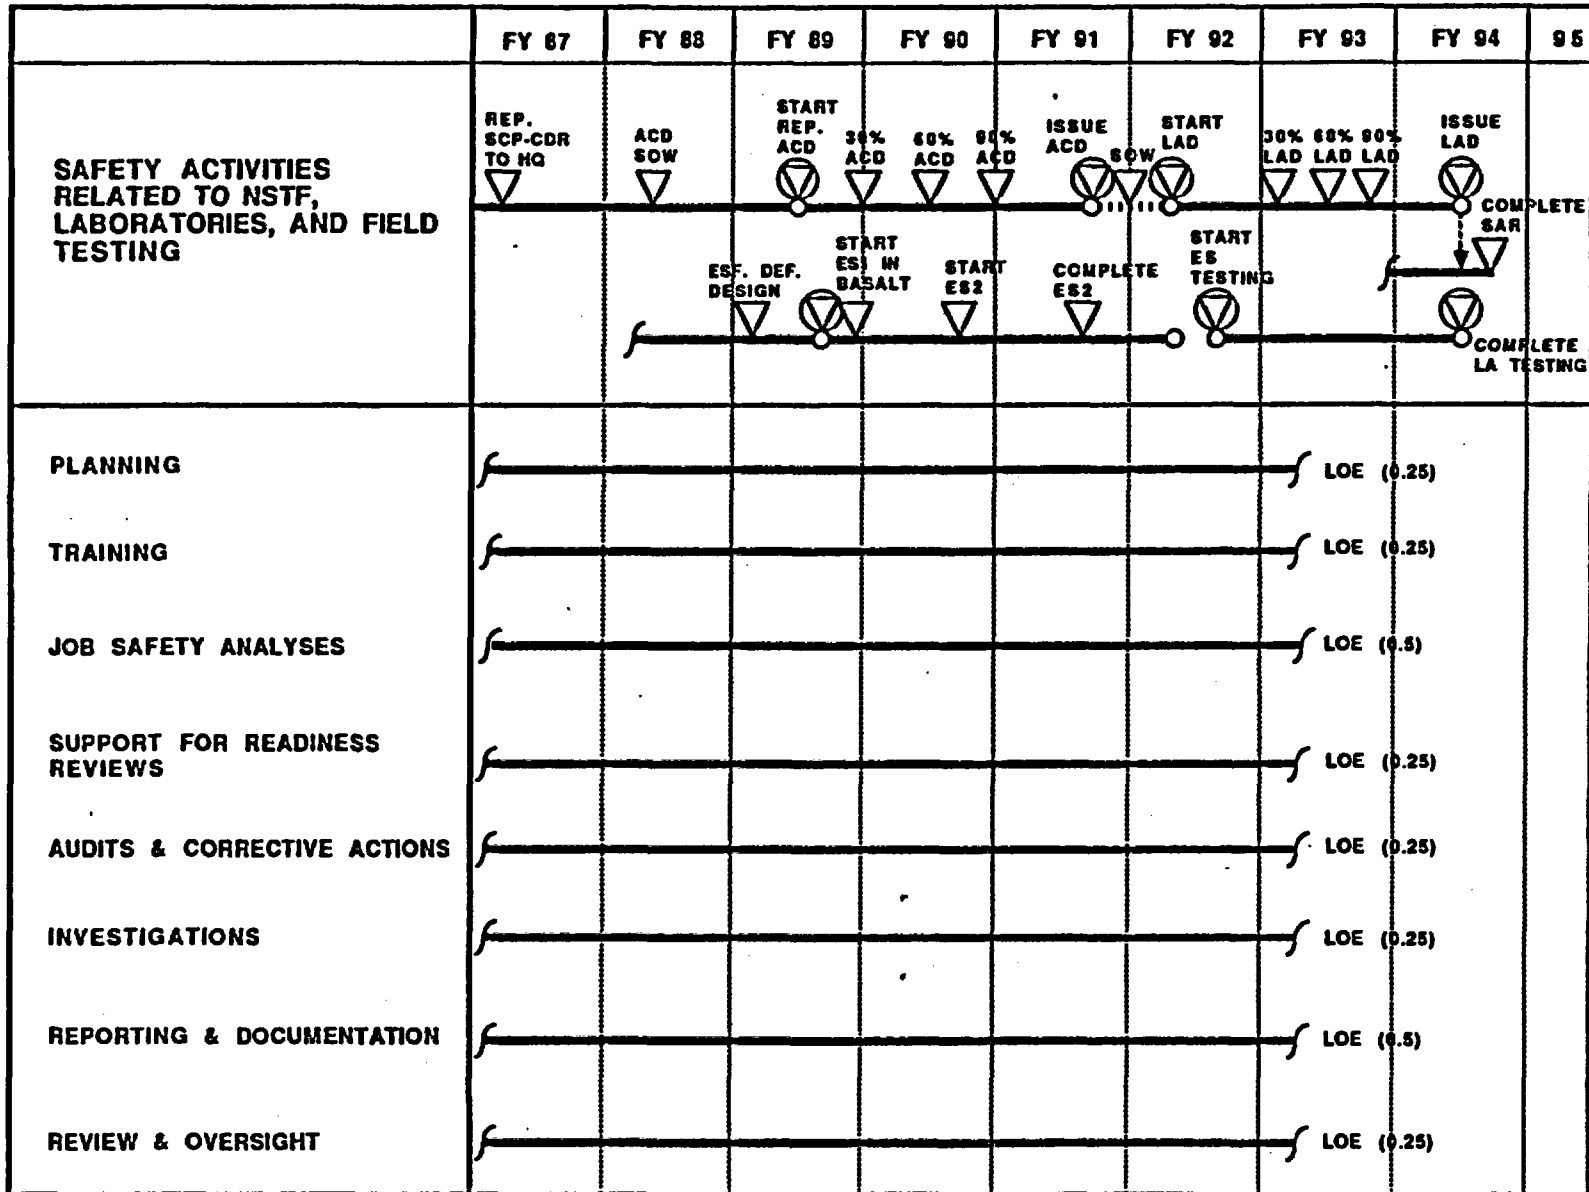 FY 87 FY 88 FY 89 FY 90 FY 91 FY 92 FY 93 FY 94 95
SAFETY ACTIVITIES
RELATED TO NSTF,
LABORATORIES, AND FIELD
TESTING
REP.
SCP-CDR
TO HQ
ACD
SOW
START
REP.
ACD
30%
ACD
60%
ACD
90%
ACD
ISSUE
ACD
SOW
START
LAD
30% 60% 90%
LAD LAD LAD
ISSUE
LAD
COMPLETE
SAR
ESF. DEF.
DESIGN
START
ES1 IN
BASALT
START
ES2
COMPLETE
ES2
START
ES
TESTING
COMPLETE
LA TESTING
PLANNING LOE (0.25)
TRAINING LOE (0.25)
JOB SAFETY ANALYSES LOE (0.5)
SUPPORT FOR READINESS
REVIEWS LOE (0.25)
AUDITS & CORRECTIVE ACTIONS LOE (0.25)
INVESTIGATIONS LOE (0.25)
REPORTING & DOCUMENTATION LOE (0.5)
REVIEW & OVERSIGHT LOE (0.25)